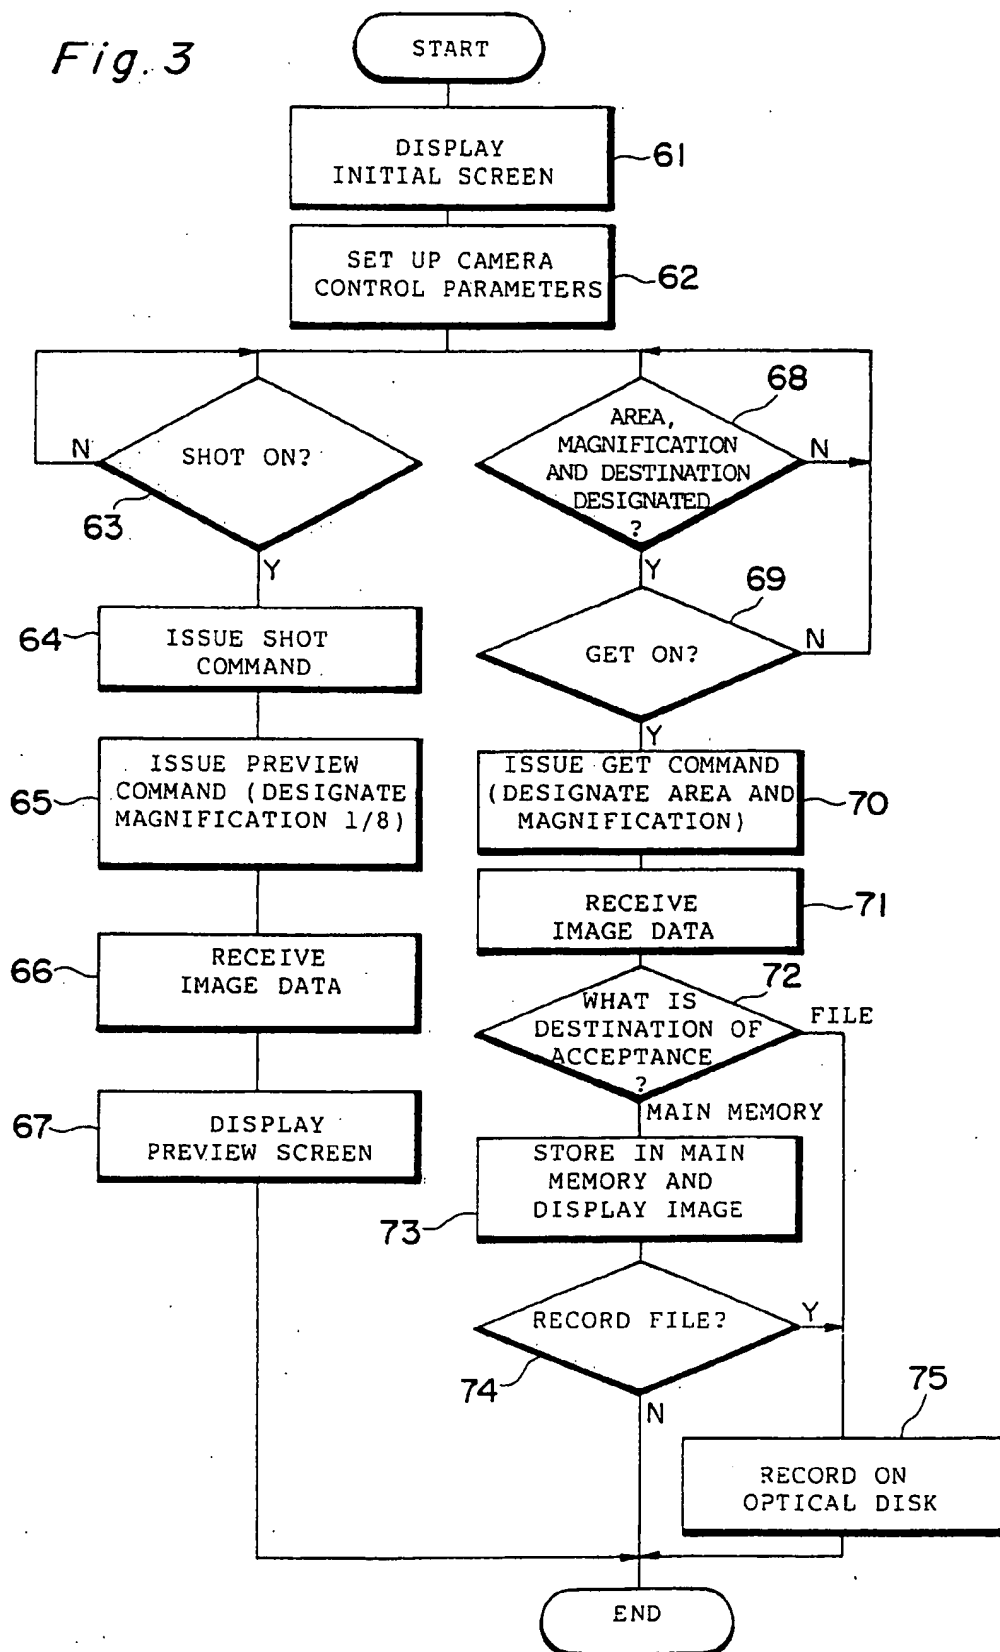 Fig. 3
START
DISPLAY
INITIAL SCREEN
61
SET UP CAMERA
CONTROL PARAMETERS
62
SHOT ON?
N
63
Y
64
ISSUE SHOT
COMMAND
65
ISSUE PREVIEW
COMMAND (DESIGNATE
MAGNIFICATION 1/8)
66
RECEIVE
IMAGE DATA
67
DISPLAY
PREVIEW SCREEN
68
AREA,
MAGNIFICATION
AND DESTINATION
DESIGNATED
?
N
Y
69
GET ON?
N
Y
ISSUE GET COMMAND
(DESIGNATE AREA AND
MAGNIFICATION)
70
RECEIVE
IMAGE DATA
71
72
WHAT IS
DESTINATION OF
ACCEPTANCE
?
FILE
MAIN MEMORY
STORE IN MAIN
MEMORY AND
DISPLAY IMAGE
73
RECORD FILE?
Y
74
N
75
RECORD ON
OPTICAL DISK
END